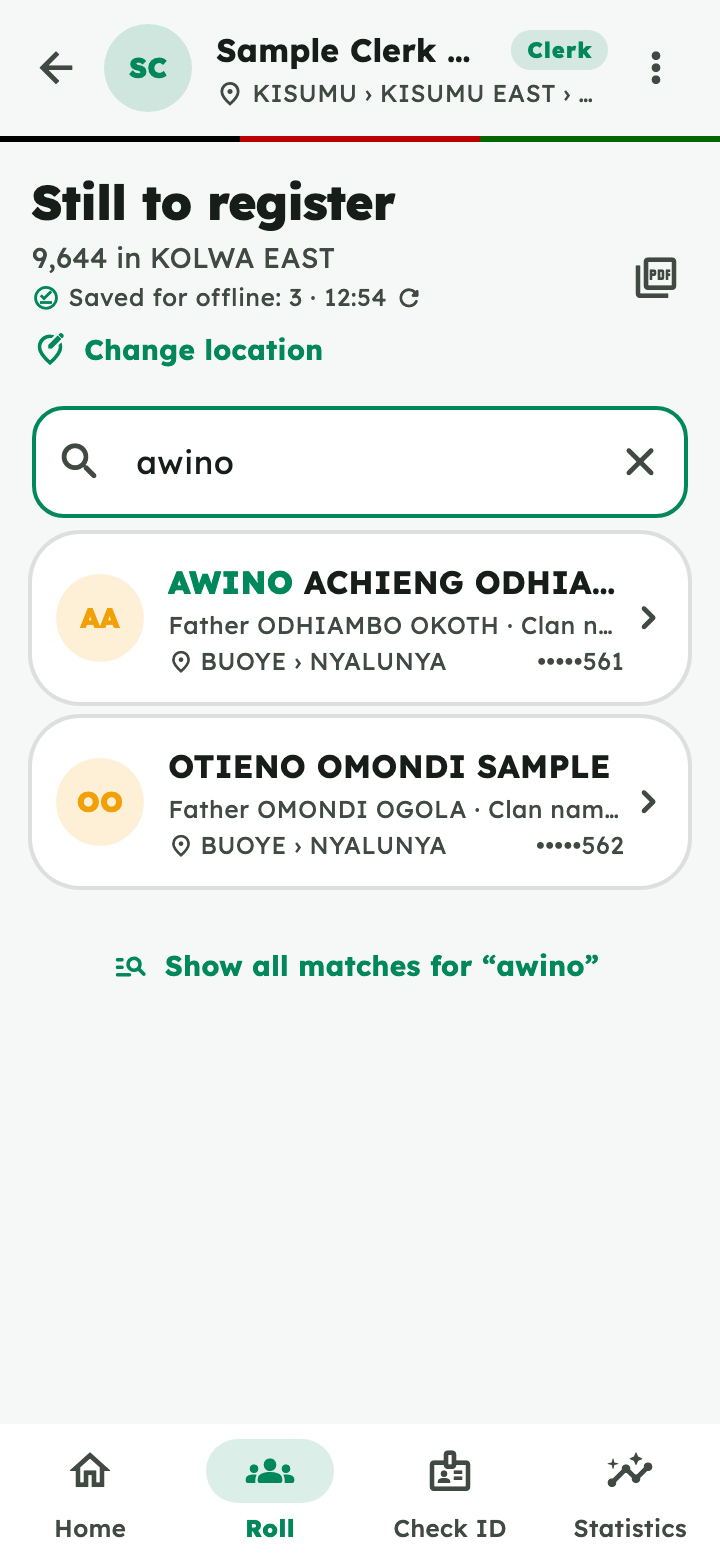 SC
Sample Clerk ...
Clerk
KISUMU › KISUMU EAST › ...
Still to register
9,644 in KOLWA EAST
Saved for offline: 3 · 12:54
PDF
Change location
awino
AA
AWINO ACHIENG ODHIA...
Father ODHIAMBO OKOTH · Clan n...
BUOYE › NYALUNYA
•••••561
OO
OTIENO OMONDI SAMPLE
Father OMONDI OGOLA · Clan nam...
BUOYE › NYALUNYA
•••••562
Show all matches for “awino”
Home
Roll
Check ID
Statistics